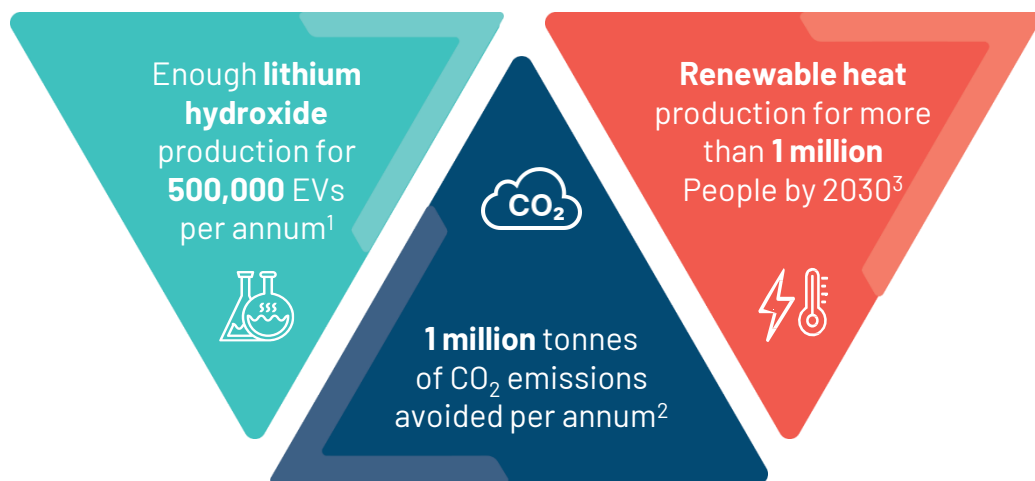 Enough lithium
hydroxide
production for
500,000 EVs
per annum¹
CO₂
1 million tonnes
of CO₂ emissions
avoided per annum²
Renewable heat
production for more
than 1 million
People by 2030³